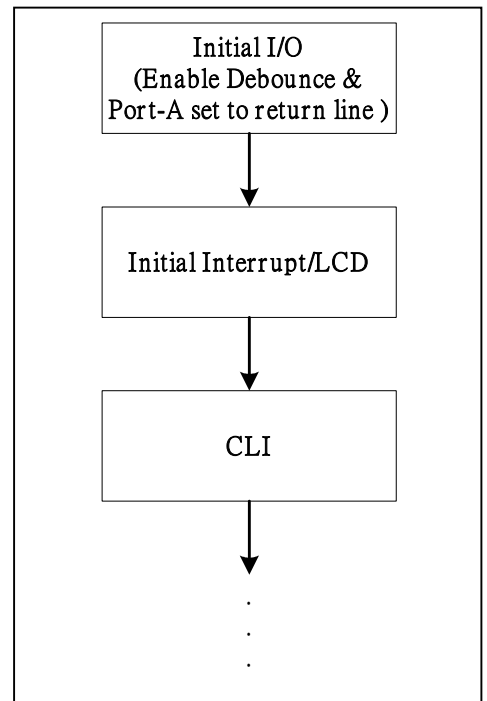 Initial I/O
(Enable Debounce &
Port-A set to return line )
Initial Interrupt/LCD
CLI
.
.
.